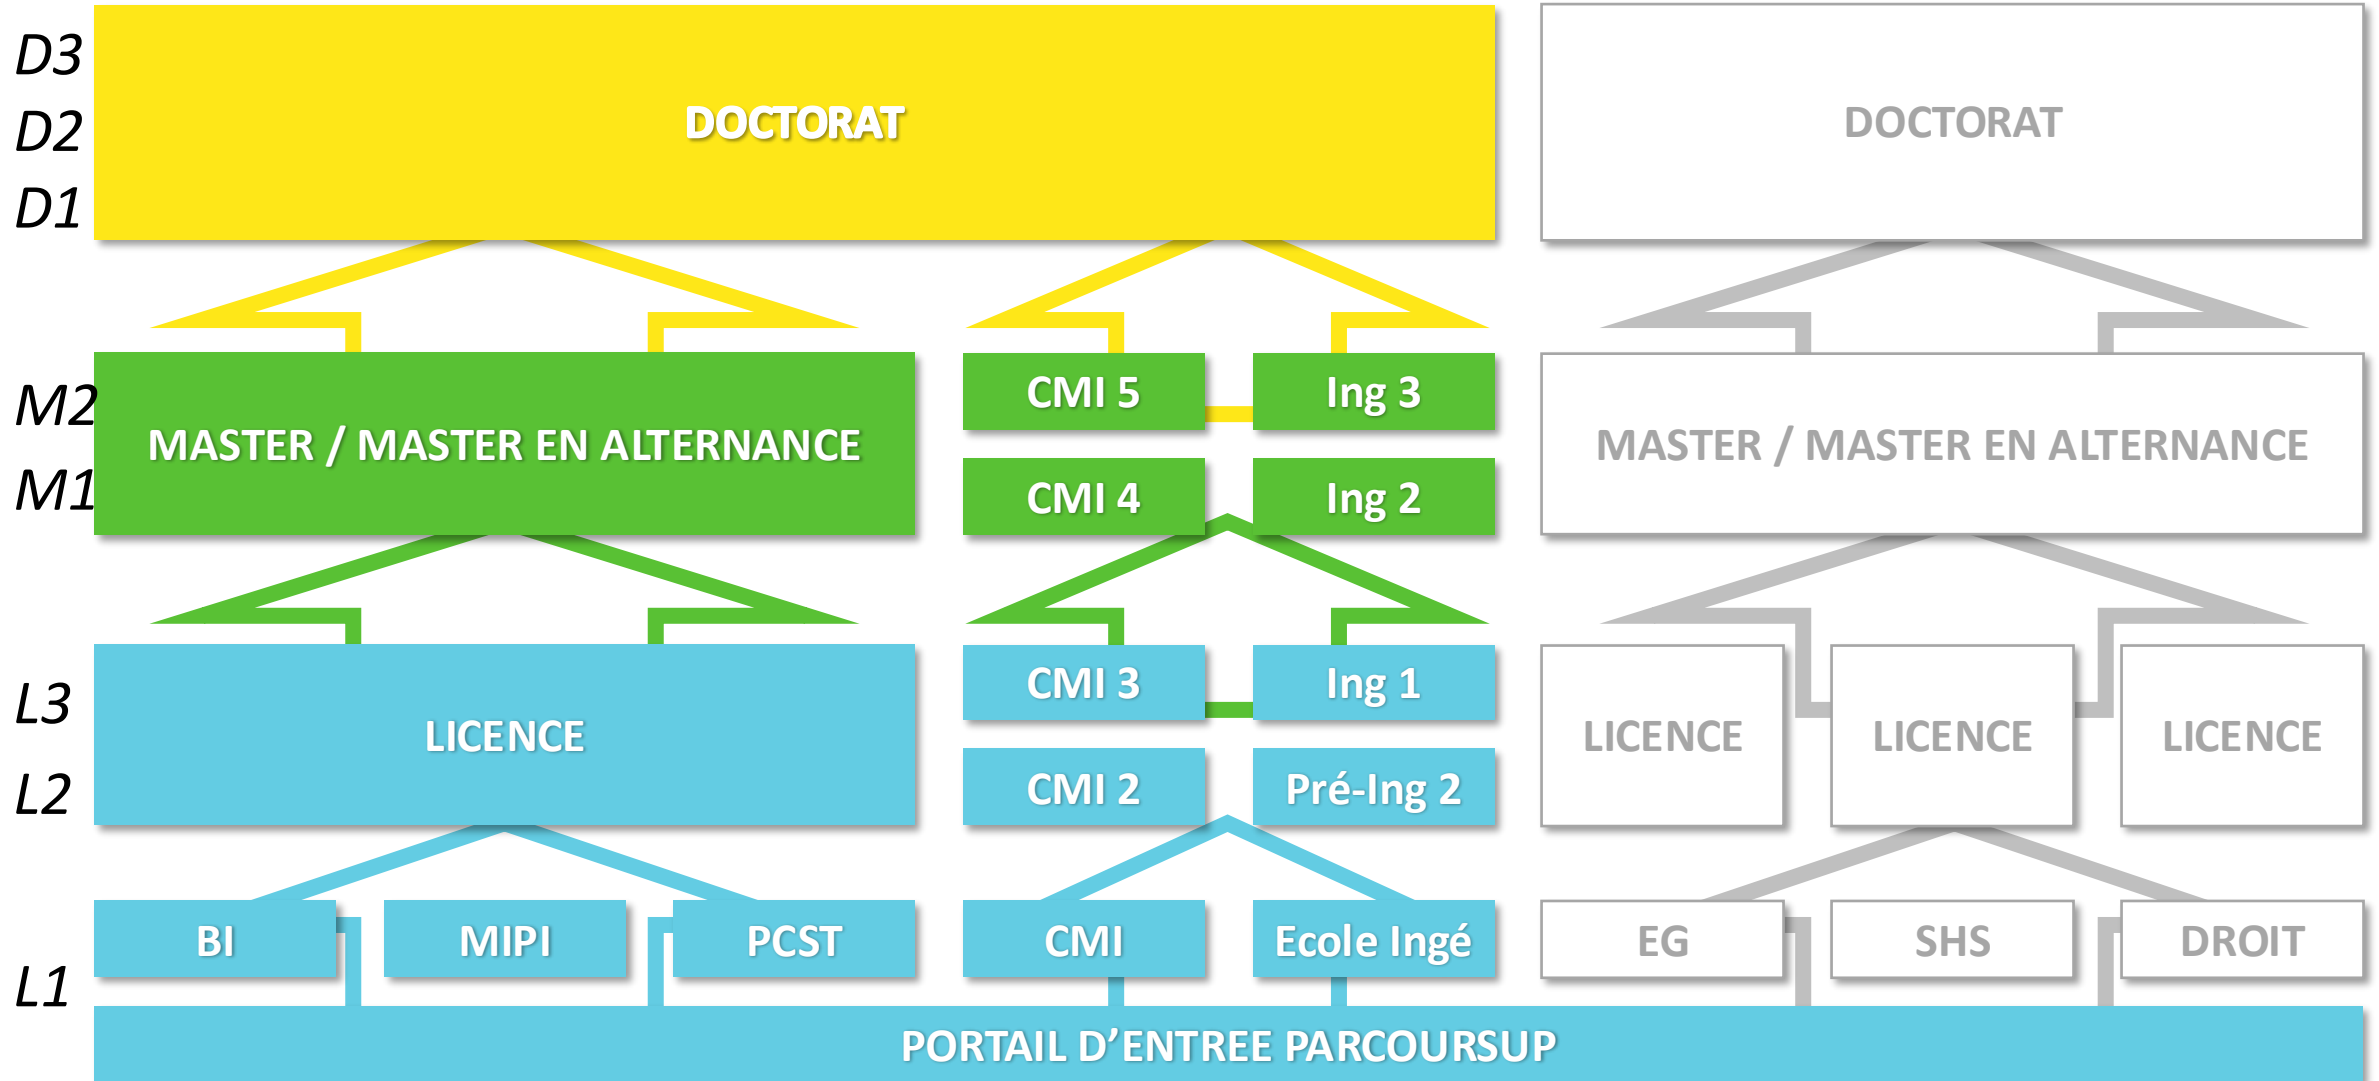 D3
D2
D1
DOCTORAT
DOCTORAT
M2
M1
MASTER / MASTER EN ALTERNANCE
CMI 5
Ing 3
CMI 4
Ing 2
MASTER / MASTER EN ALTERNANCE
L3
L2
LICENCE
CMI 3
Ing 1
CMI 2
Pré-Ing 2
LICENCE
LICENCE
LICENCE
L1
BI
MIPI
PCST
CMI
Ecole Ingé
EG
SHS
DROIT
PORTAIL D’ENTREE PARCOURSUP